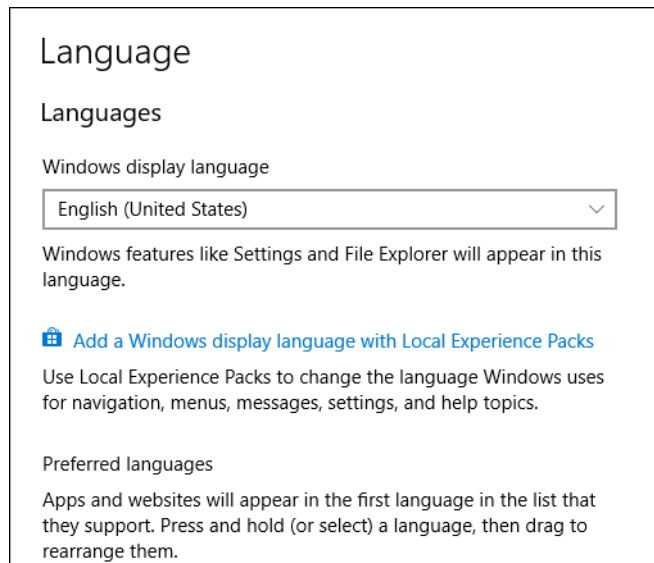 Language
Languages
Windows display language
English (United States)
Windows features like Settings and File Explorer will appear in this
language.
Add a Windows display language with Local Experience Packs
Use Local Experience Packs to change the language Windows uses
for navigation, menus, messages, settings, and help topics.
Preferred languages
Apps and websites will appear in the first language in the list that
they support. Press and hold (or select) a language, then drag to
rearrange them.